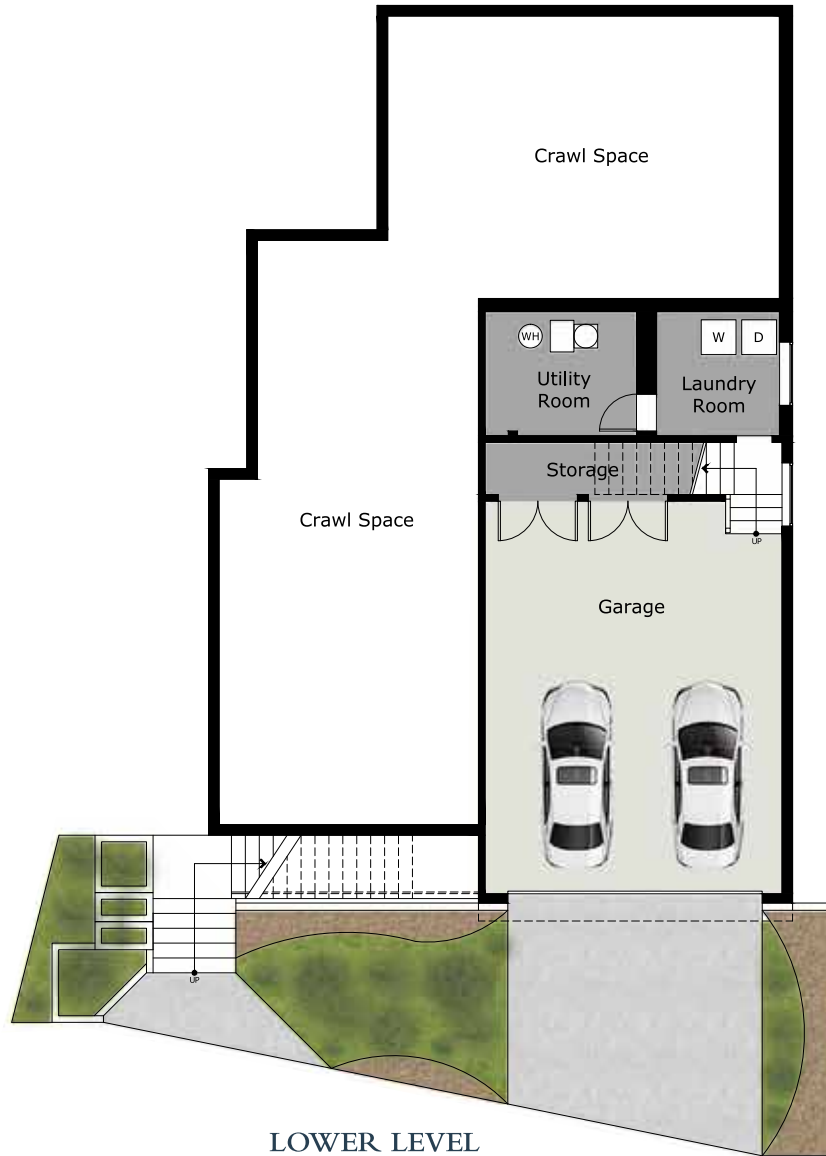 Crawl Space
WH
W
D
Utility
Room
Laundry
Room
Storage
Crawl Space
UP
Garage
UP
LOWER LEVEL